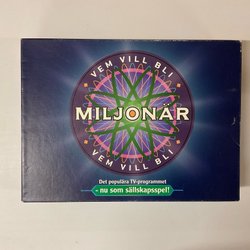 VEM VILL BLI
MILJONÄR
VEM VILL BLI
Det populära TV-programmet
- nu som sällskapsspel!